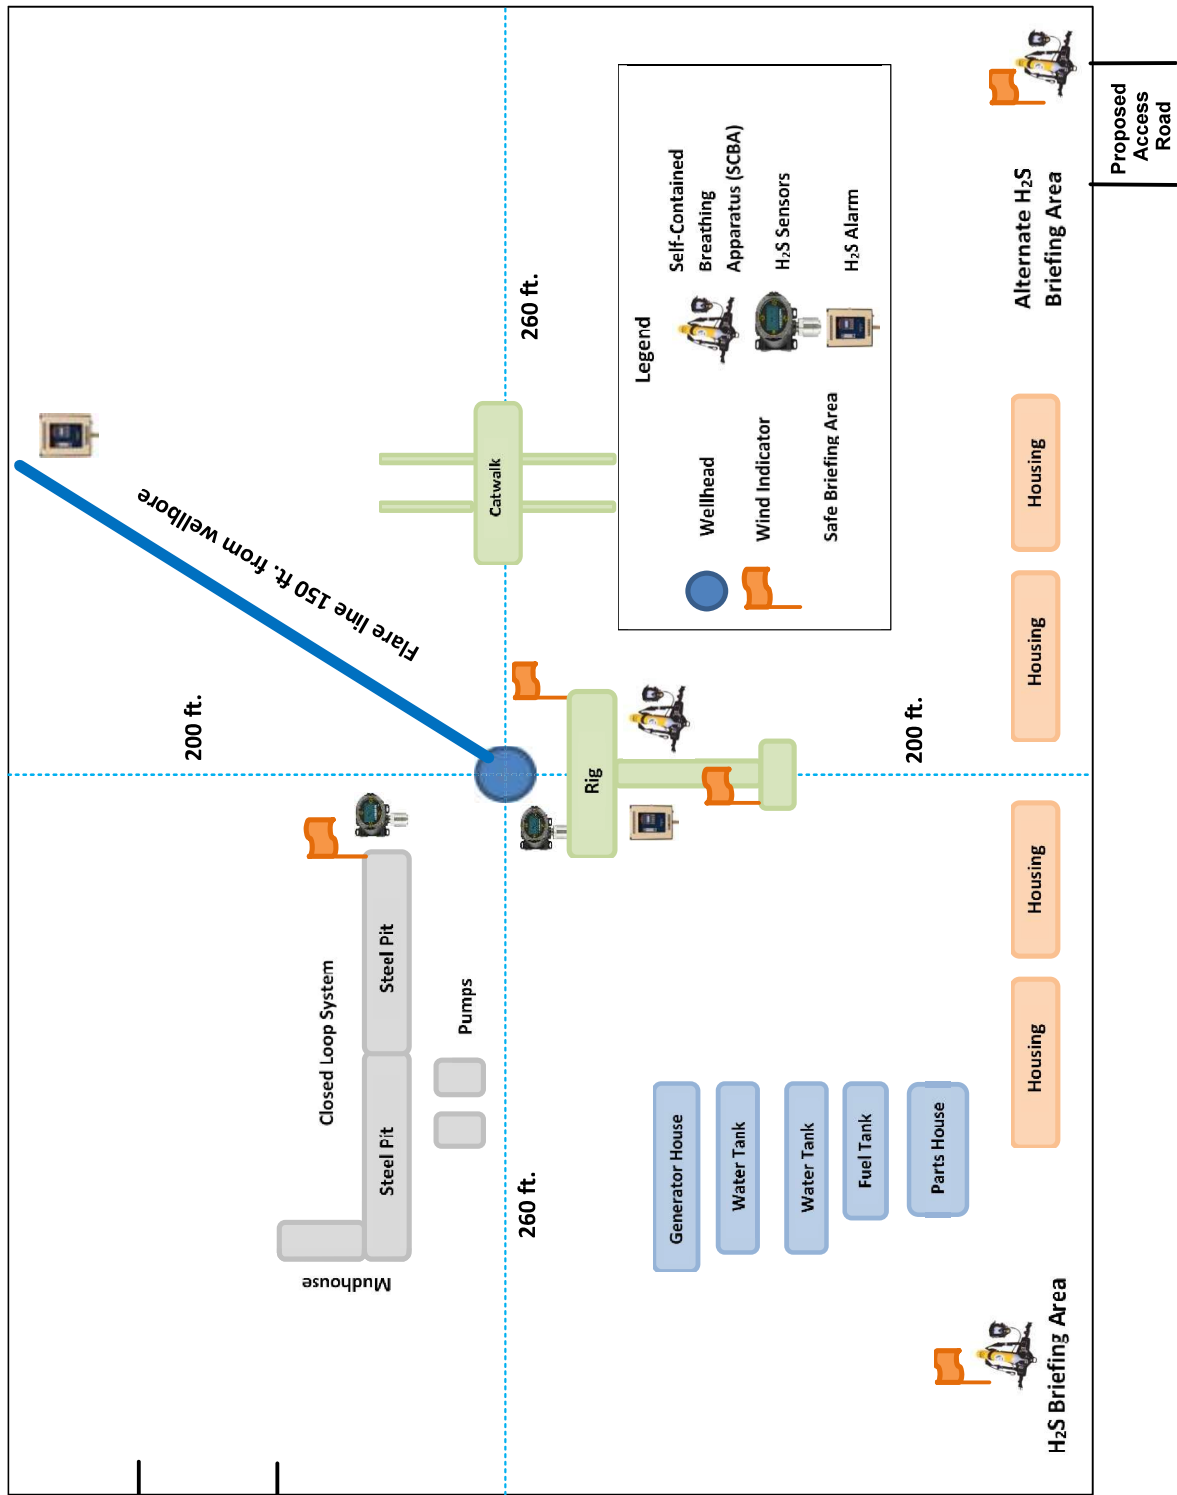 Proposed
Access
Road
Alternate H₂S
Briefing Area
260 ft.
Flare line 150 ft. from wellbore
Catwalk
Legend
Self-Contained
Breathing
Apparatus (SCBA)
H₂S Sensors
H₂S Alarm
Wellhead
Wind Indicator
Safe Briefing Area
200 ft.
Rig
200 ft.
Housing
Housing
Housing
Housing
Closed Loop System
Steel Pit
Steel Pit
Pumps
Mudhouse
260 ft.
Generator House
Water Tank
Water Tank
Fuel Tank
Parts House
H₂S Briefing Area